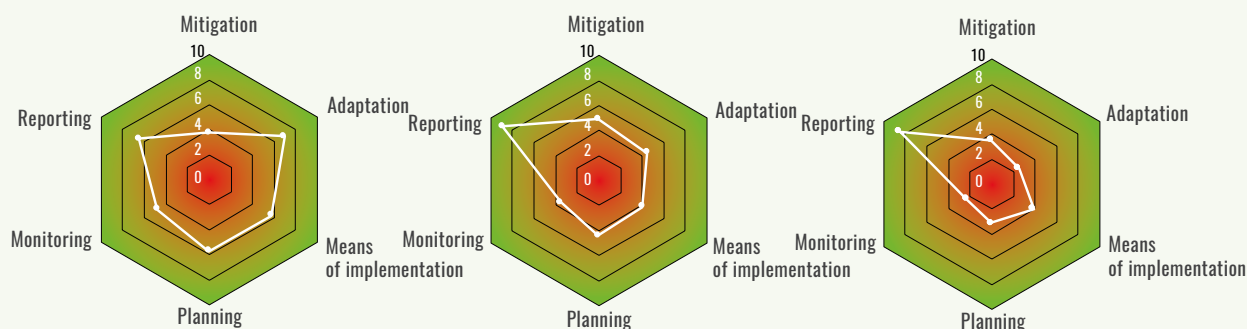 Mitigation
10
8
6
4
2
0
Adaptation
Means
of implementation
Planning
Monitoring
Reporting
Mitigation
10
8
6
4
2
0
Adaptation
Means
of implementation
Planning
Monitoring
Reporting
Mitigation
10
8
6
4
2
0
Adaptation
Means
of implementation
Planning
Monitoring
Reporting